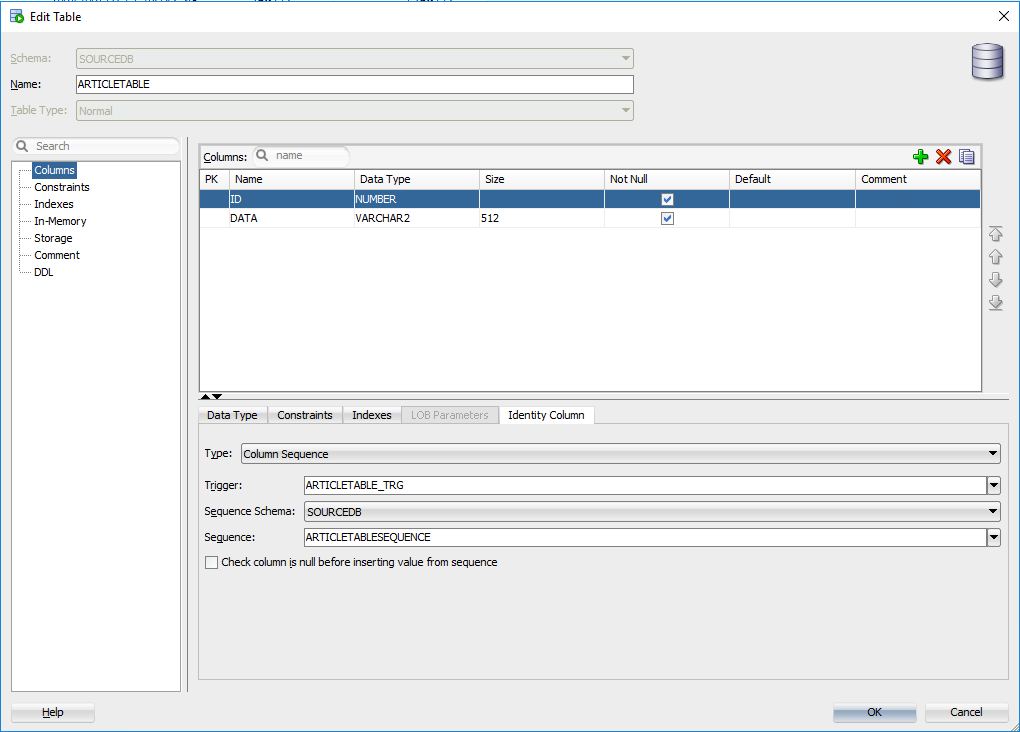 Edit Table
Schema: SOURCEDB
Name: ARTICLETABLE
Table Type: Normal
Search
Columns
Constraints
Indexes
In-Memory
Storage
Comment
DDL
Columns: name
PK Name Data Type Size Not Null Default Comment
ID NUMBER
DATA VARCHAR2 512
Data Type Constraints Indexes LOB Parameters Identity Column
Type: Column Sequence
Trigger: ARTICLETABLE_TRG
Sequence Schema: SOURCEDB
Sequence: ARTICLETABLESEQUENCE
Check column is null before inserting value from sequence
Help OK Cancel